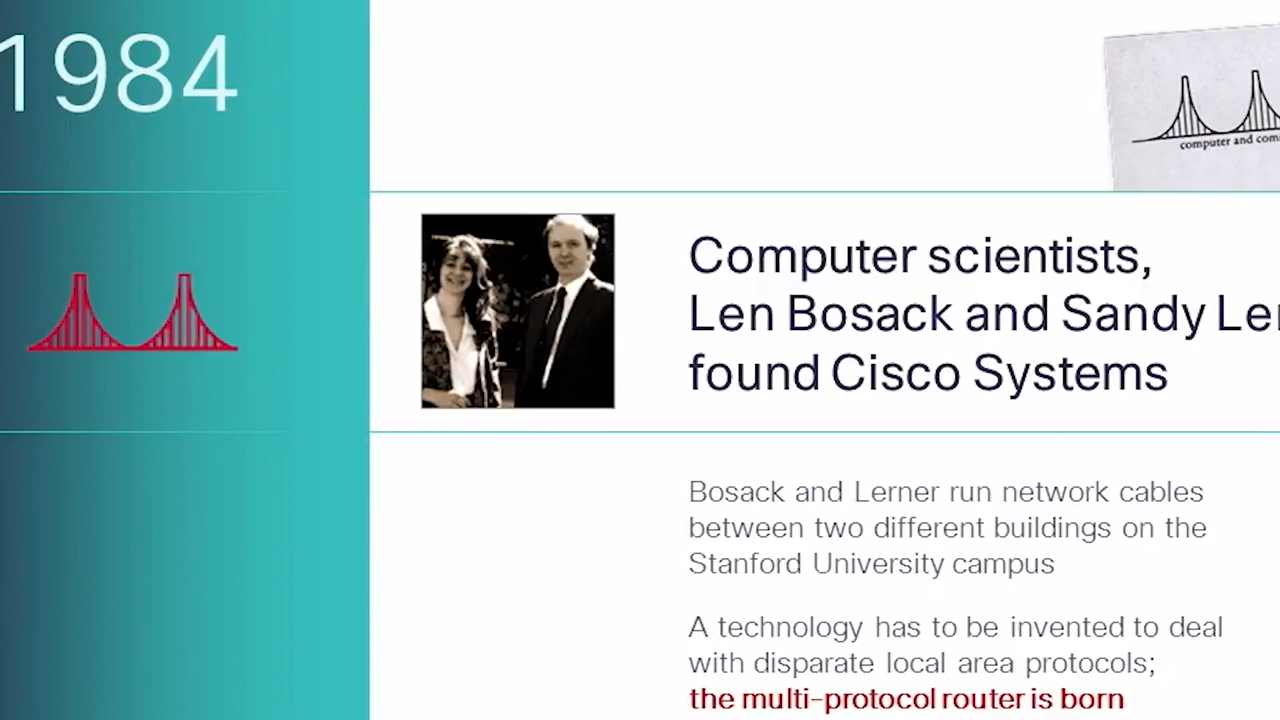 1984
computer and
Computer scientists,
Len Bosack and Sandy
found Cisco Systems
Bosack and Lerner run network cables
between two different buildings on the
Stanford University campus
A technology has to be invented to deal
with disparate local area protocols;
the multi-protocol router is born